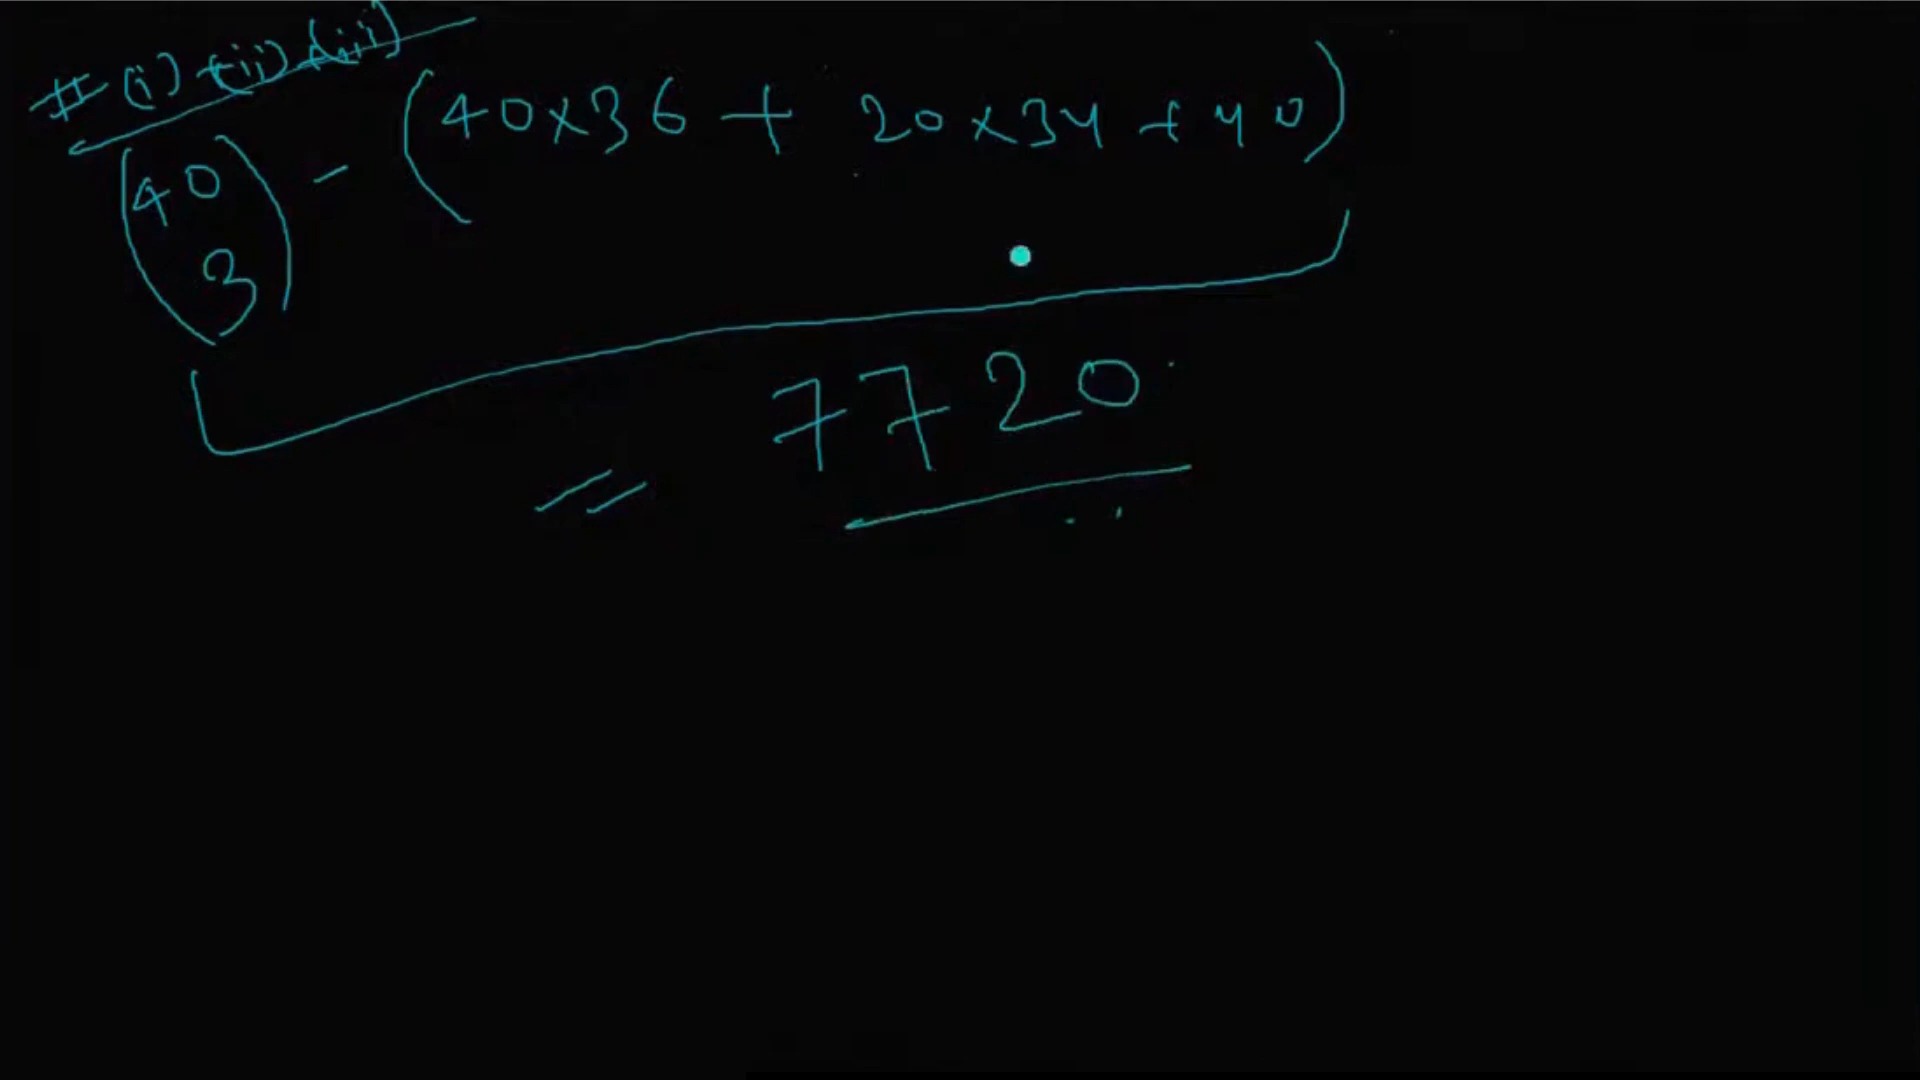 # (i) (ii) (iii)
(40 3) - (40x36 + 20x34 + 40)
= 7720